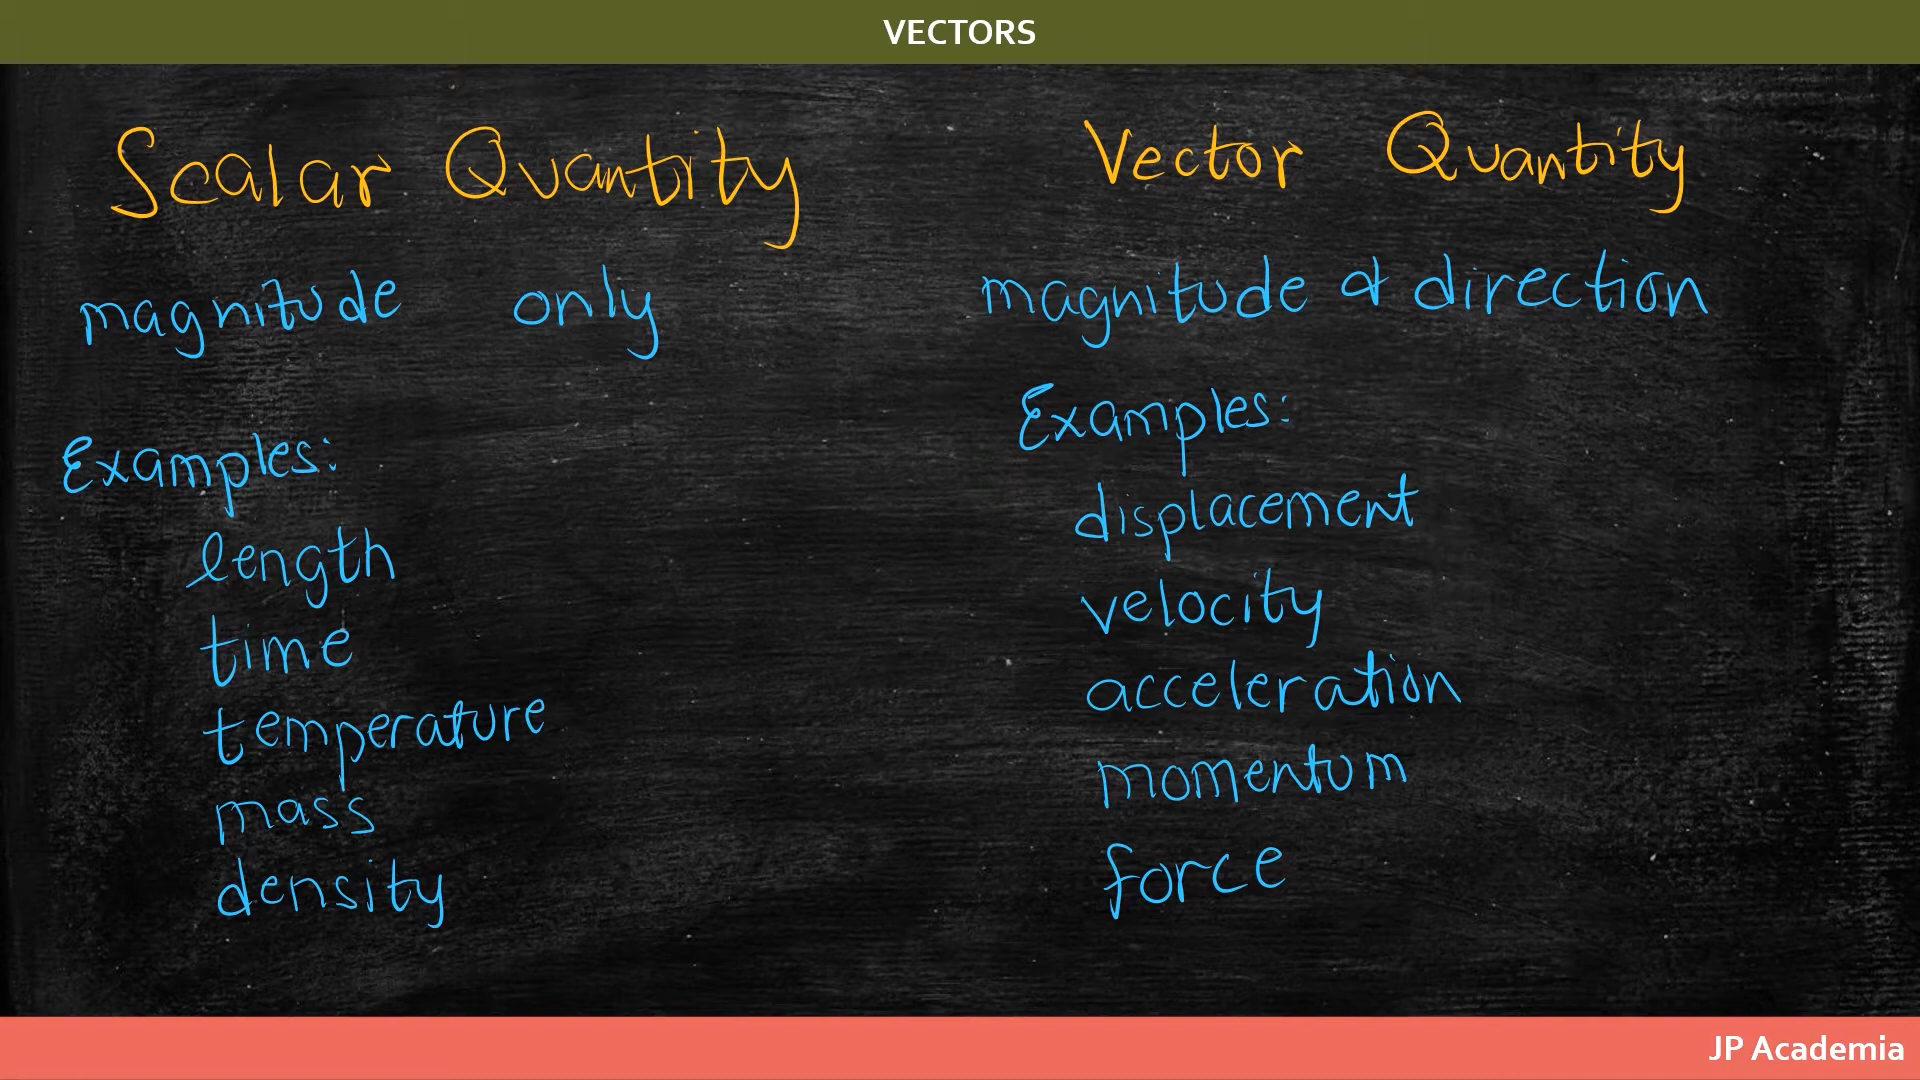 VECTORS
Scalar Quantity
magnitude only
Examples:
length
time
temperature
mass
density
Vector Quantity
magnitude & direction
Examples:
displacement
velocity
acceleration
momentum
force
JP Academia